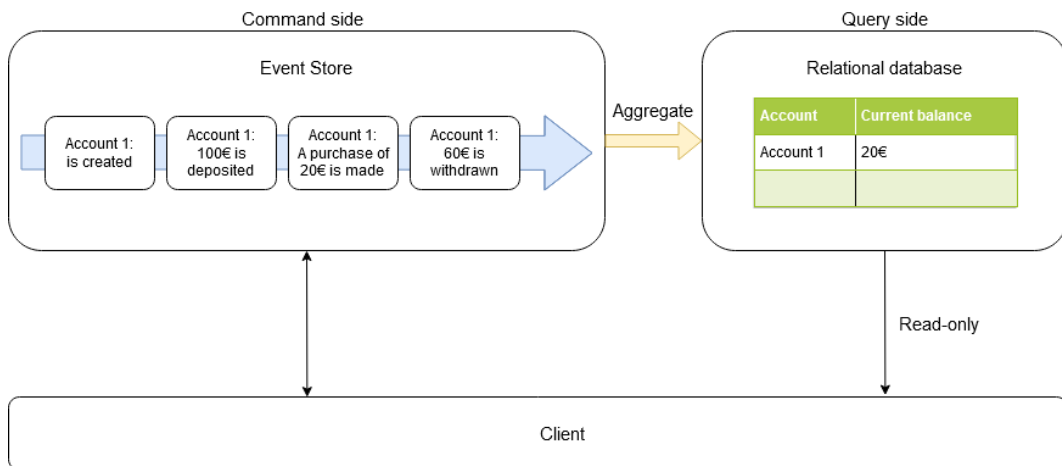 Command side
Query side
Event Store
Relational database
Account 1:
is created
Account 1:
100€ is
deposited
Account 1:
A purchase of
20€ is made
Account 1:
60€ is
withdrawn
Aggregate
Account Current balance
Account 1 20€
Read-only
Client